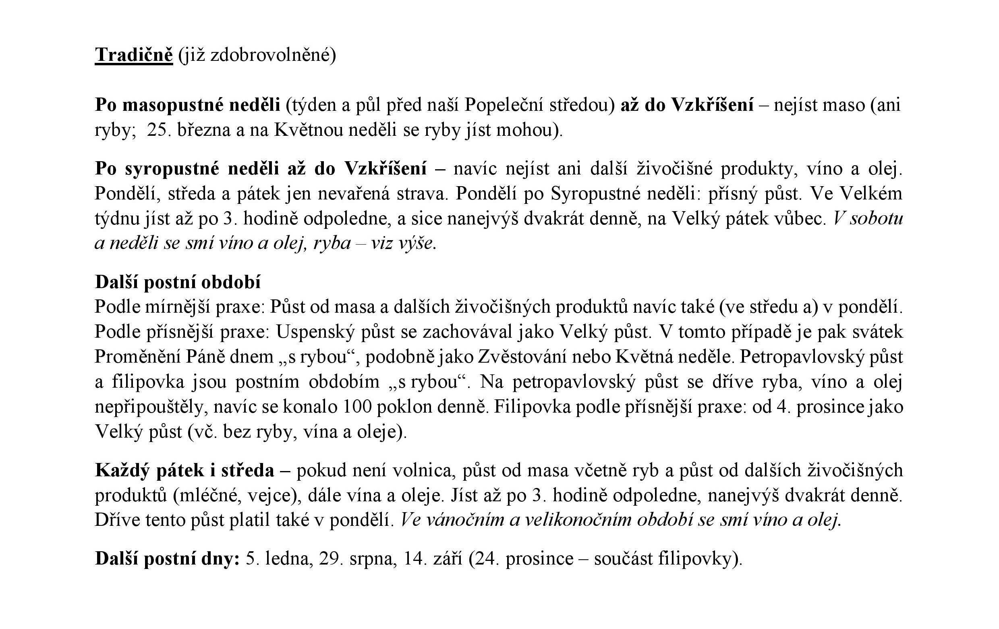 Tradičně (již zdobrovolněné)
Po masopustné neděli (týden a půl před naší Popeleční středou) až do Vzkříšení – nejíst maso (ani
ryby;  25. března a na Květnou neděli se ryby jíst mohou).
Po syropustné neděli až do Vzkříšení – navíc nejíst ani další živočišné produkty, víno a olej.
Pondělí, středa a pátek jen nevařená strava. Pondělí po Syropustné neděli: přísný půst. Ve Velkém
týdnu jíst až po 3. hodině odpoledne, a sice nanejvýš dvakrát denně, na Velký pátek vůbec. V sobotu
a neděli se smí víno a olej, ryba – viz výše.
Další postní období
Podle mírnější praxe: Půst od masa a dalších živočišných produktů navíc také (ve středu a) v pondělí.
Podle přísnější praxe: Uspenský půst se zachovával jako Velký půst. V tomto případě je pak svátek
Proměnění Páně dnem „s rybou“, podobně jako Zvěstování nebo Květná neděle. Petropavlovský půst
a filipovka jsou postním obdobím „s rybou“. Na petropavlovský půst se dříve ryba, víno a olej
nepřipouštěly, navíc se konalo 100 poklon denně. Filipovka podle přísnější praxe: od 4. prosince jako
Velký půst (vč. bez ryby, vína a oleje).
Každý pátek i středa – pokud není volnica, půst od masa včetně ryb a půst od dalších živočišných
produktů (mléčné, vejce), dále vína a oleje. Jíst až po 3. hodině odpoledne, nanejvýš dvakrát denně.
Dříve tento půst platil také v pondělí. Ve vánočním a velikonočním období se smí víno a olej.
Další postní dny: 5. ledna, 29. srpna, 14. září (24. prosince – součást filipovky).